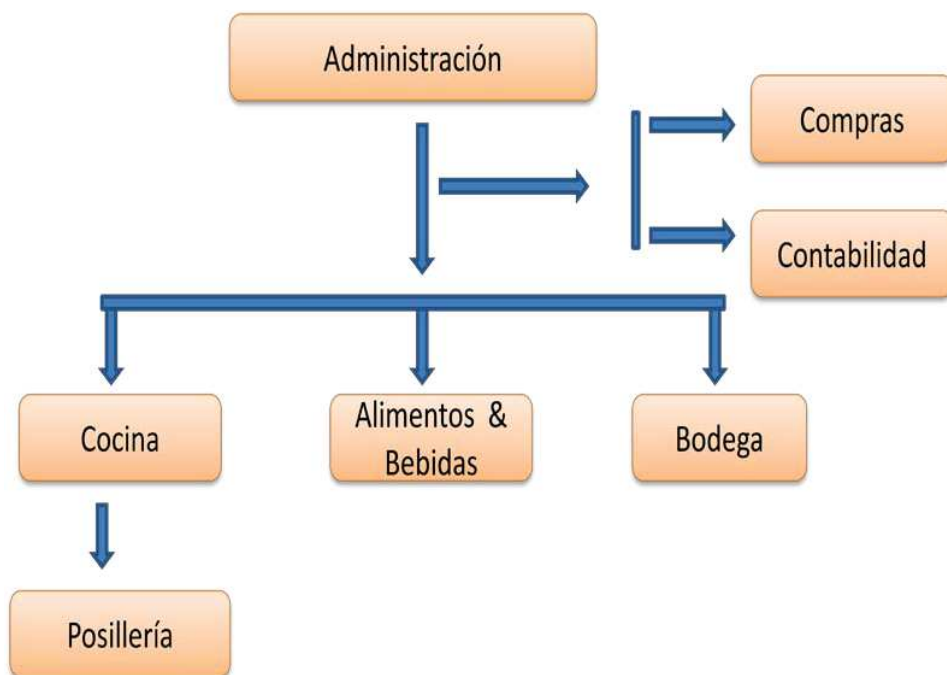 Administración
Compras
Contabilidad
Cocina
Alimentos &
Bebidas
Bodega
Posillería